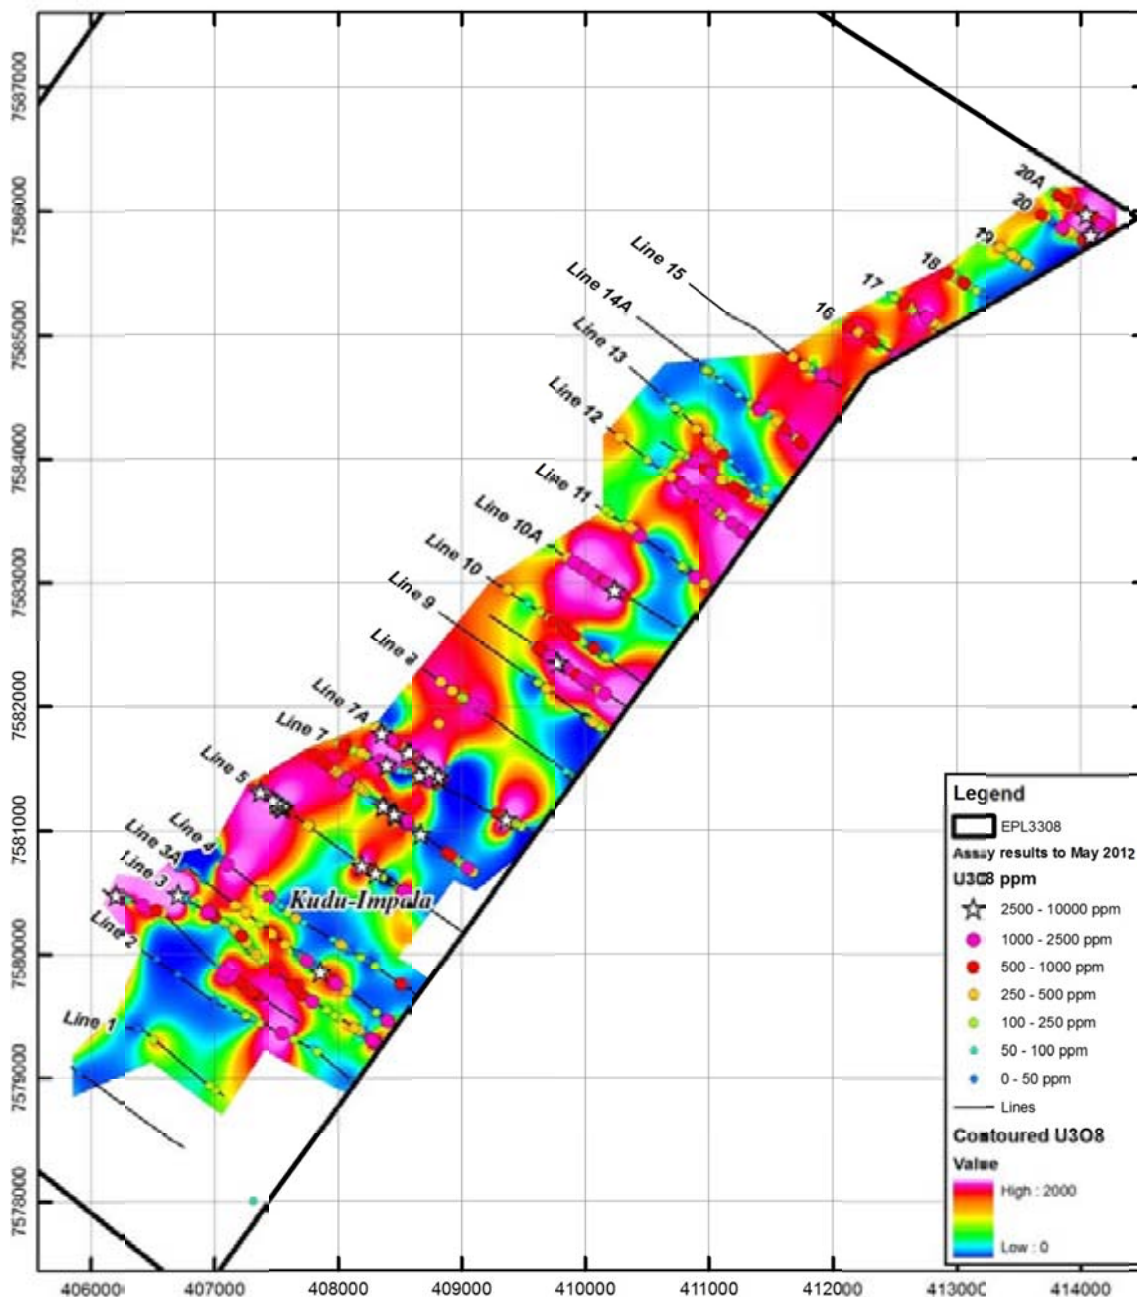 7587000
7586000
7585000
7584000
7583000
7582000
7581000
7580000
7579000
7578000
20A
20
19
18
17
16
Line 15
Line 14A
Line 13
Line 12
Line 11
Line 10A
Line 10
Line 9
Line 8
Line 7A
Line 7
Line 5
Line 4
Line 3A
Line 3
Line 2
Line 1
Kudu-Impala
Legend
EPL3308
Assay results to May 2012
U3O8 ppm
2500 - 10000 ppm
1000 - 2500 ppm
500 - 1000 ppm
250 - 500 ppm
100 - 250 ppm
50 - 100 ppm
0 - 50 ppm
Lines
Contoured U3O8
Value
High : 2000
Low : 0
406000 407000 408000 409000 410000 411000 412000 413000 414000